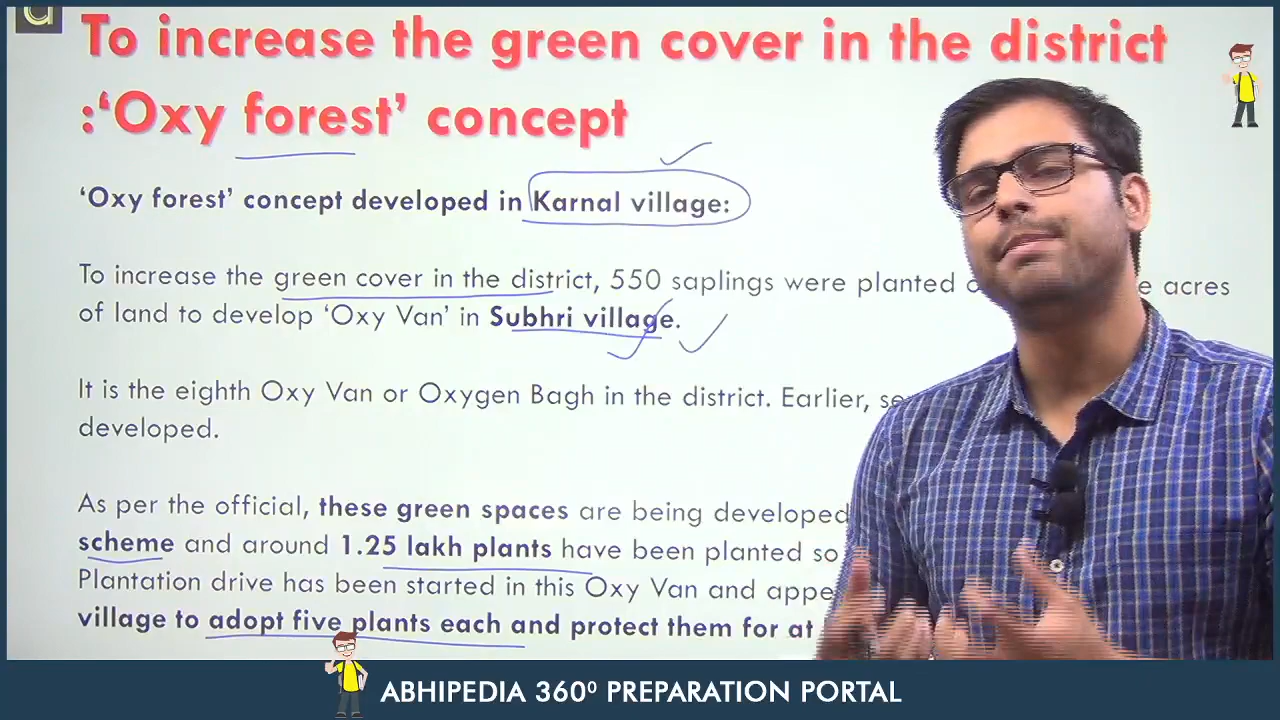 To increase the green cover in the district
:‘Oxy forest’ concept
‘Oxy forest’ concept developed in Karnal village:
To increase the green cover in the district, 550 saplings were planted acres
of land to develop ‘Oxy Van’ in Subhri village.
It is the eighth Oxy Van or Oxygen Bagh in the district. Earlier,
developed.
As per the official, these green spaces are being developed
scheme and around 1.25 lakh plants have been planted so
Plantation drive has been started in this Oxy Van and
village to adopt five plants each and protect them for at
ABHIPEDIA 360⁰ PREPARATION PORTAL